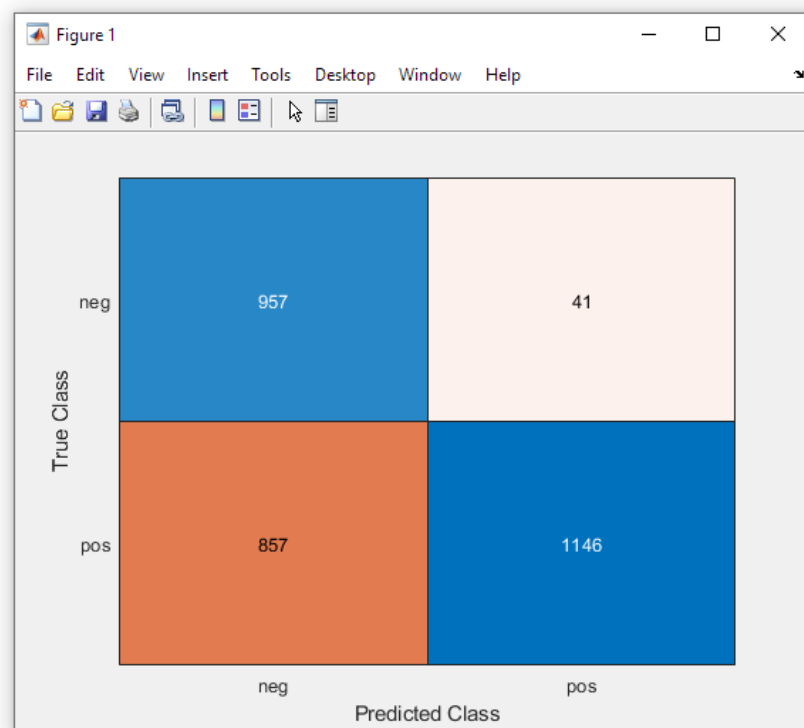 Figure 1
File Edit View Insert Tools Desktop Window Help
neg 957 41
True Class
pos 857 1146
neg pos
Predicted Class